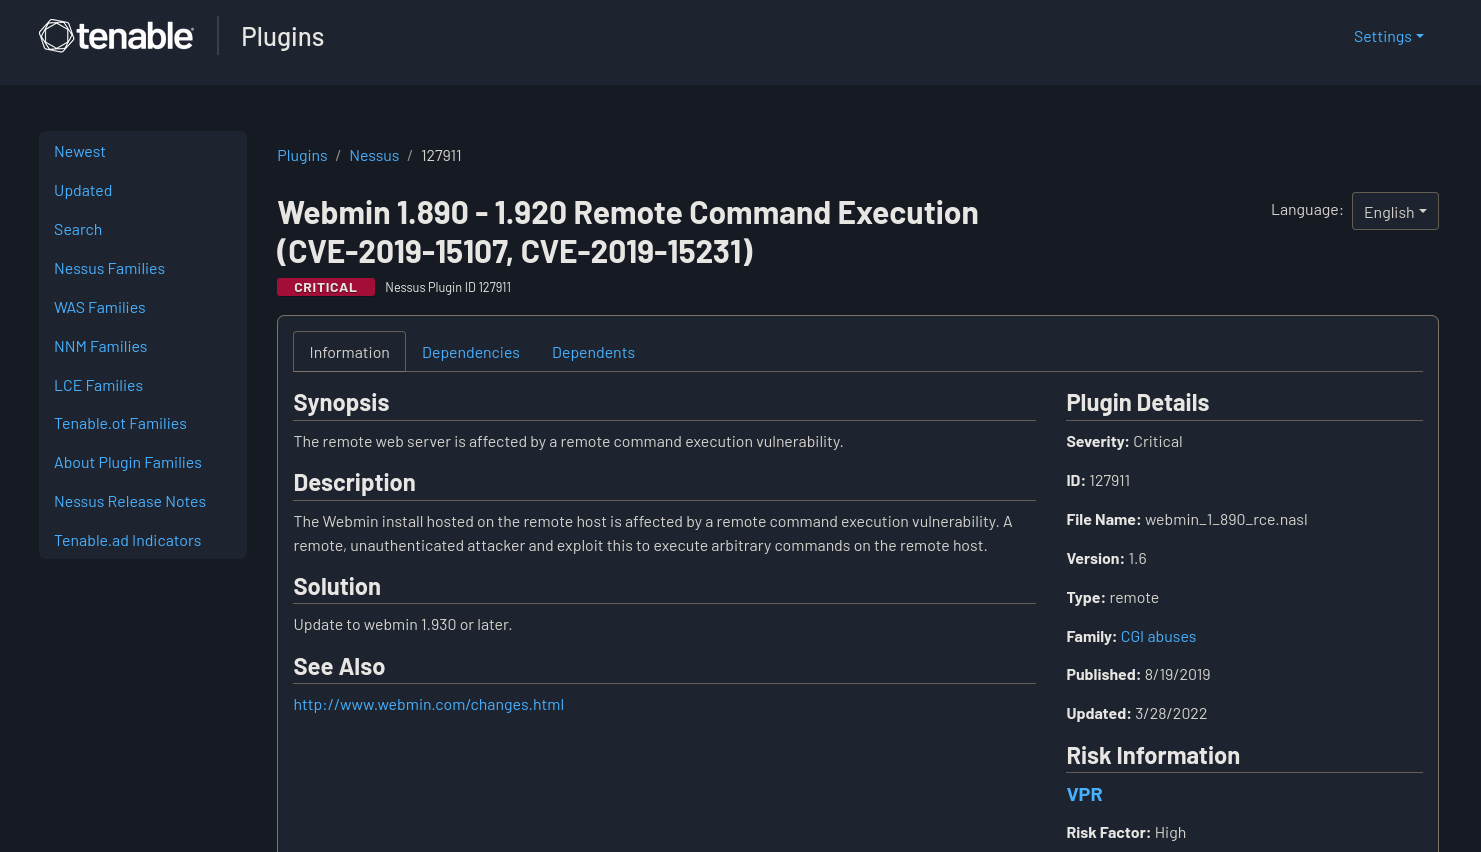 tenable
Plugins
Settings
Newest
Updated
Search
Nessus Families
WAS Families
NNM Families
LCE Families
Tenable.ot Families
About Plugin Families
Nessus Release Notes
Tenable.ad Indicators
Plugins / Nessus / 127911
Webmin 1.890 - 1.920 Remote Command Execution
(CVE-2019-15107, CVE-2019-15231)
CRITICAL Nessus Plugin ID 127911
Language: English
Information Dependencies Dependents
Synopsis
The remote web server is affected by a remote command execution vulnerability.
Description
The Webmin install hosted on the remote host is affected by a remote command execution vulnerability. A
remote, unauthenticated attacker and exploit this to execute arbitrary commands on the remote host.
Solution
Update to webmin 1.930 or later.
See Also
http://www.webmin.com/changes.html
Plugin Details
Severity: Critical
ID: 127911
File Name: webmin_1_890_rce.nasl
Version: 1.6
Type: remote
Family: CGI abuses
Published: 8/19/2019
Updated: 3/28/2022
Risk Information
VPR
Risk Factor: High